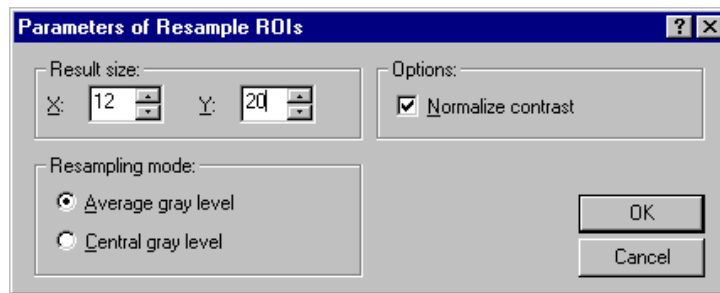 Parameters of Resample ROIs
Result size:
X: 12 Y: 20
Options:
Normalize contrast
Resampling mode:
Average gray level
Central gray level
OK
Cancel